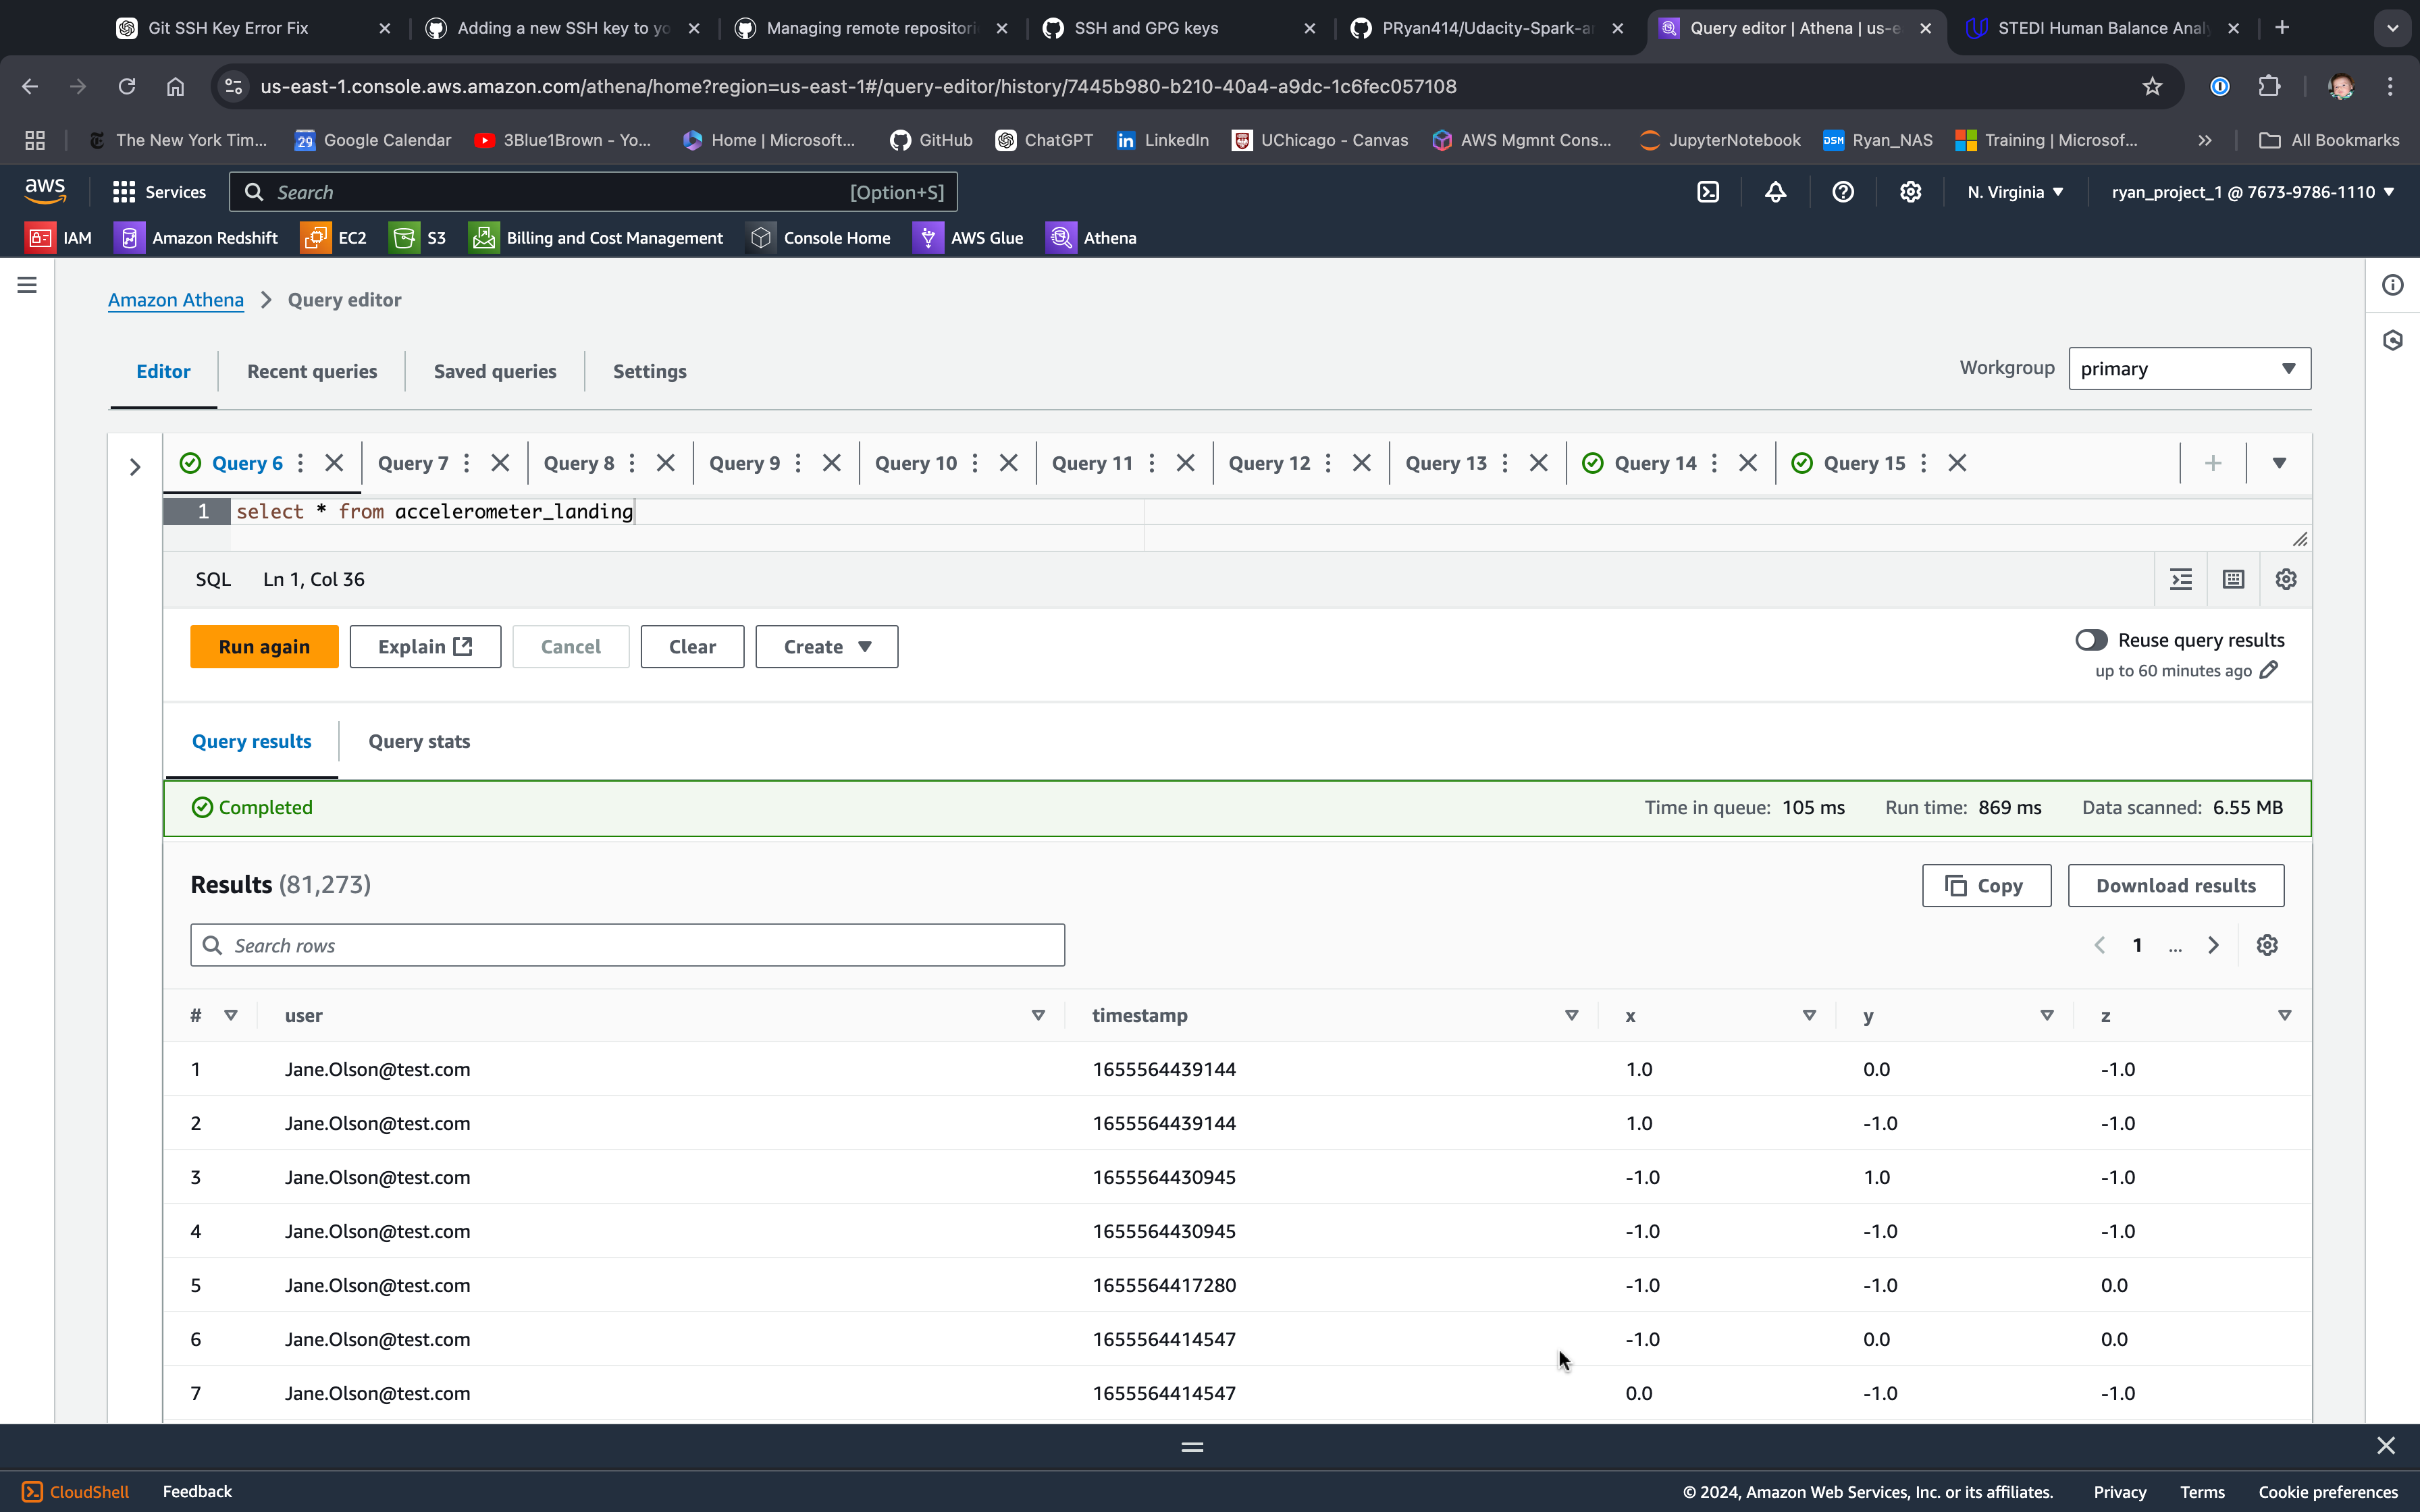 Git SSH Key Error Fix
Adding a new SSH key to yo
Managing remote repositori
SSH and GPG keys
PRyan414/Udacity-Spark-an
Query editor | Athena | us-e
STEDI Human Balance Anal
us-east-1.console.aws.amazon.com/athena/home?region=us-east-1#/query-editor/history/7445b980-b210-40a4-a9dc-1c6fec057108
The New York Tim...
29 Google Calendar
3Blue1Brown - Yo...
Home | Microsoft...
GitHub
ChatGPT
in LinkedIn
UChicago - Canvas
AWS Mgmt Cons...
JupyterNotebook
DSM Ryan_NAS
Training | Microsof...
All Bookmarks
aws
Services
Search [Option+S]
N. Virginia
ryan_project_1 @ 7673-9786-1110
IAM
Amazon Redshift
EC2
S3
Billing and Cost Management
Console Home
AWS Glue
Athena
Amazon Athena
Query editor
Editor
Recent queries
Saved queries
Settings
Workgroup
primary
Query 6
Query 7
Query 8
Query 9
Query 10
Query 11
Query 12
Query 13
Query 14
Query 15
1 select * from accelerometer_landing
SQL Ln 1, Col 36
Run again
Explain
Cancel
Clear
Create
Reuse query results
up to 60 minutes ago
Query results
Query stats
Completed
Time in queue: 105 ms
Run time: 869 ms
Data scanned: 6.55 MB
Results (81,273)
Copy
Download results
Search rows
1 ...
# user timestamp x y z
1 Jane.Olson@test.com 1655564439144 1.0 0.0 -1.0
2 Jane.Olson@test.com 1655564439144 1.0 -1.0 -1.0
3 Jane.Olson@test.com 1655564430945 -1.0 1.0 -1.0
4 Jane.Olson@test.com 1655564430945 -1.0 -1.0 -1.0
5 Jane.Olson@test.com 1655564417280 -1.0 -1.0 0.0
6 Jane.Olson@test.com 1655564414547 -1.0 0.0 0.0
7 Jane.Olson@test.com 1655564414547 0.0 -1.0 -1.0
CloudShell
Feedback
© 2024, Amazon Web Services, Inc. or its affiliates.
Privacy
Terms
Cookie preferences